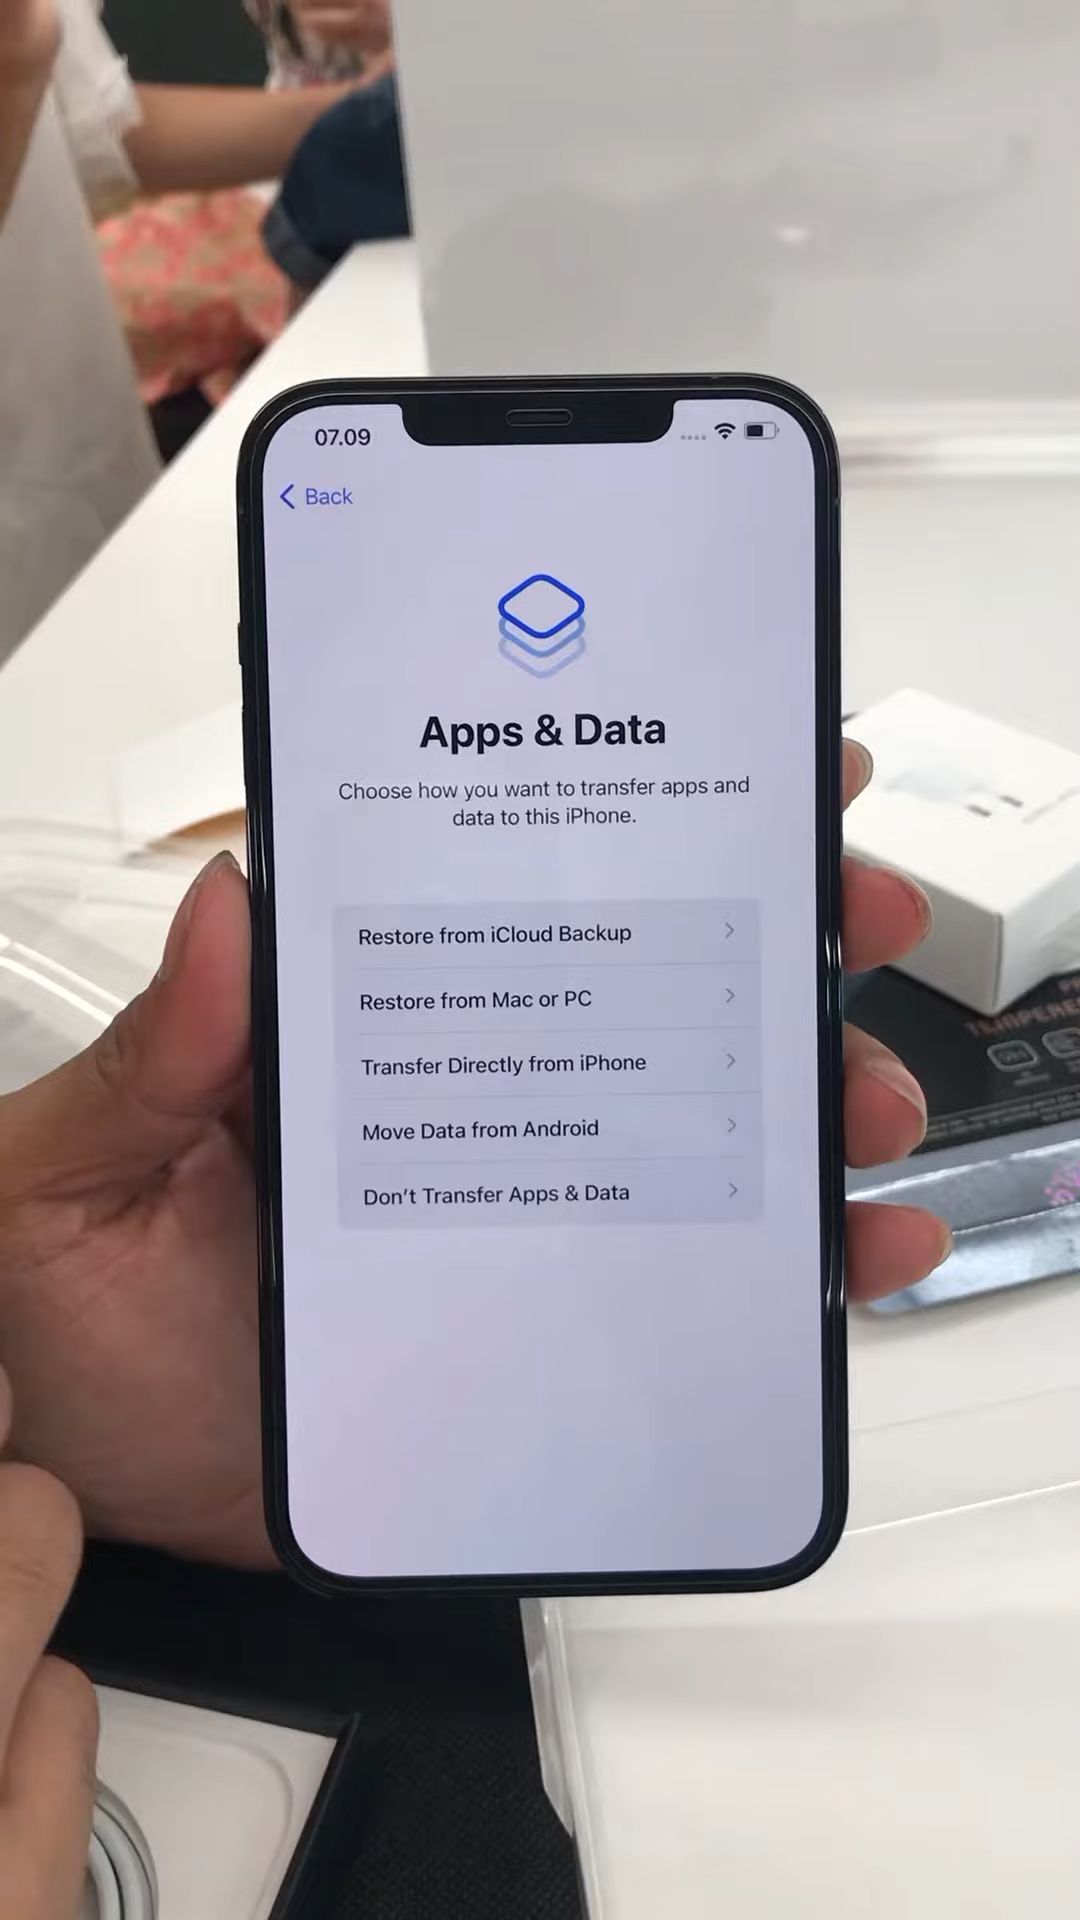 07.09
Back
Apps & Data
Choose how you want to transfer apps and
data to this iPhone.
Restore from iCloud Backup
Restore from Mac or PC
Transfer Directly from iPhone
Move Data from Android
Don't Transfer Apps & Data